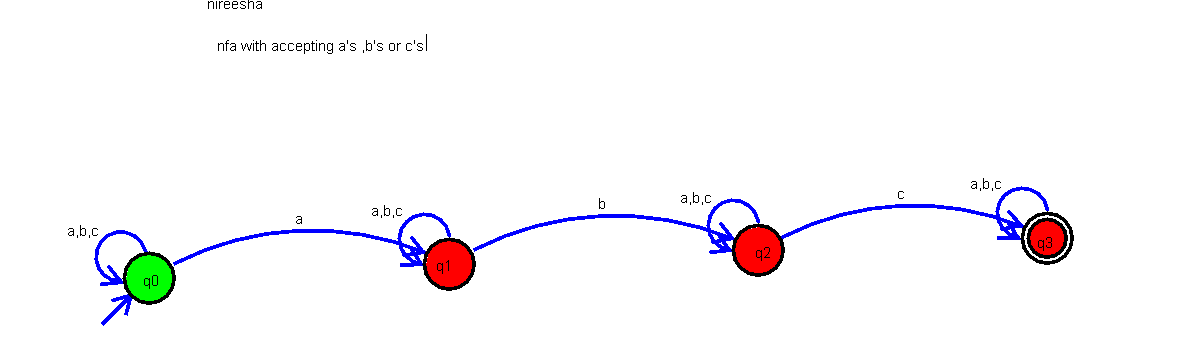 nireesha
nfa with accepting a's ,b's or c's
a,b,c
a
a,b,c
b
a,b,c
c
a,b,c
q0
q1
q2
q3